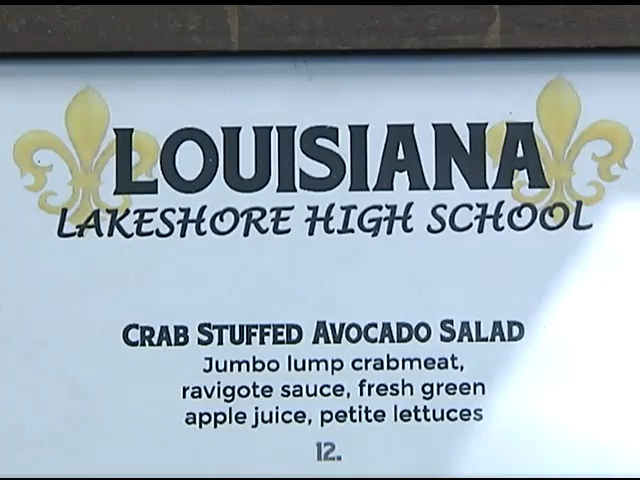 LOUISIANA
LAKESHORE HIGH SCHOOL
CRAB STUFFED AVOCADO SALAD
Jumbo lump crabmeat,
ravigote sauce, fresh green
apple juice, petite lettuces
12.